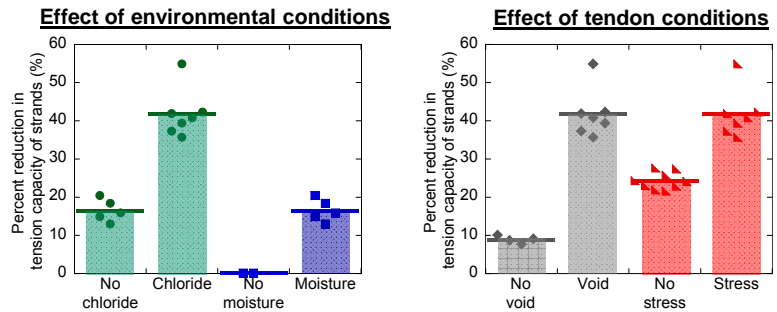 Effect of environmental conditions
Percent reduction in
tension capacity of strands (%)
60
50
40
30
20
10
0
No
chloride
Chloride
No
moisture
Moisture
Effect of tendon conditions
Percent reduction in
tension capacity of strands (%)
60
50
40
30
20
10
0
No
void
Void
No
stress
Stress